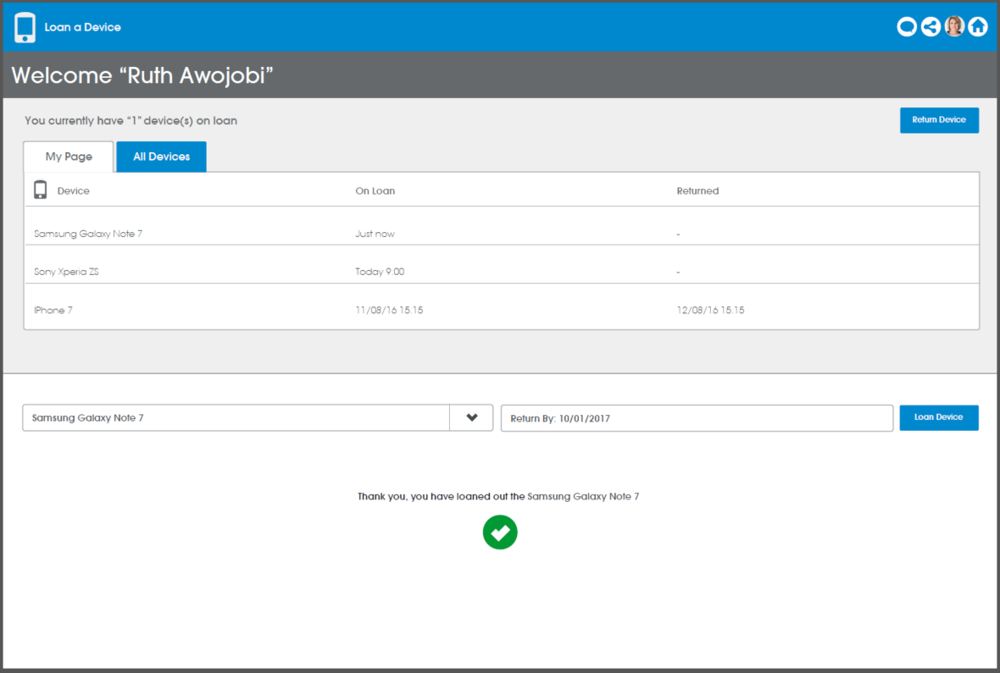 Loan a Device
Welcome “Ruth Awojobi”
You currently have “1” device(s) on loan
Return Device
My Page All Devices
Device On Loan Returned
Samsung Galaxy Note 7 Just now -
Sony Xperia ZS Today 9:00 -
IPhone 7 11/08/16 15:15 12/08/16 15:15
Samsung Galaxy Note 7 Return By: 10/01/2017 Loan Device
Thank you, you have loaned out the Samsung Galaxy Note 7